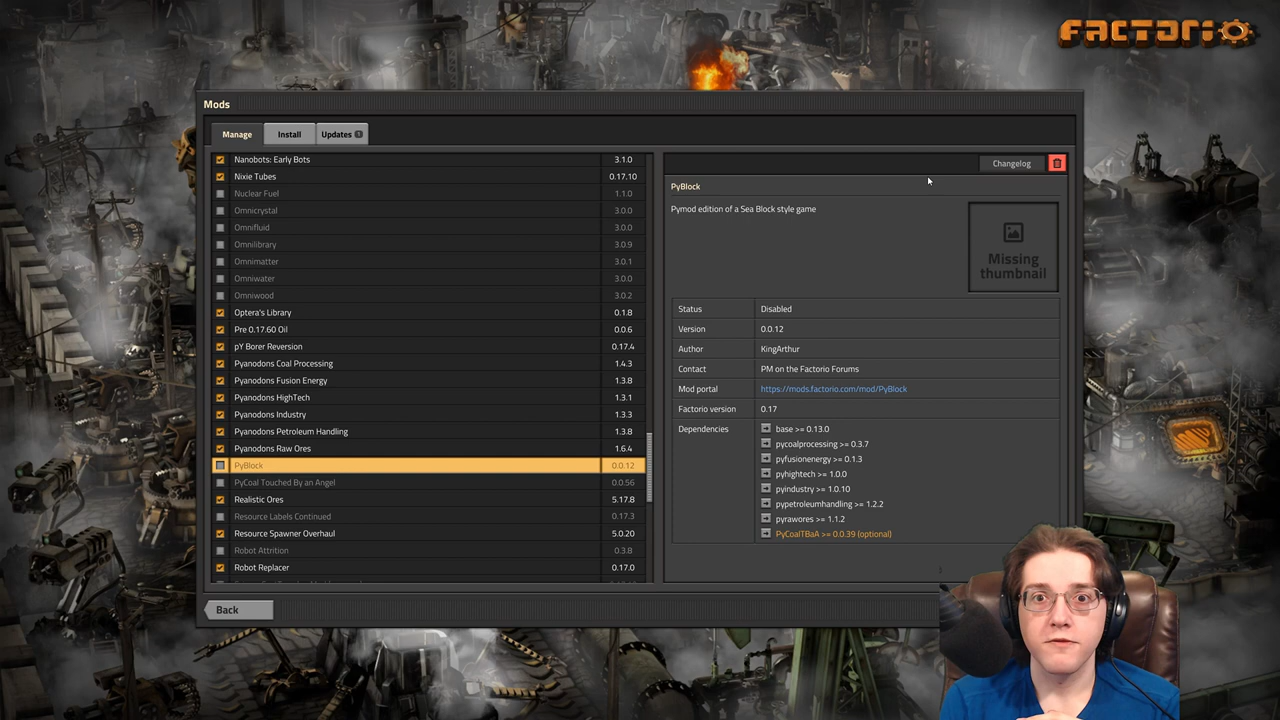 FACTORIO
Mods
Manage
Install
Updates 1
Nanobots: Early Bots 3.1.0
Nixie Tubes 0.17.10
Nuclear Fuel 1.1.0
Omnicrystal 3.0.0
Omnifluid 3.0.0
Omnilibrary 3.0.9
Omnimatter 3.0.1
Omniwater 3.0.0
Omniwood 3.0.2
Optera's Library 0.1.8
Pre 0.17.60 Oil 0.0.6
pY Borer Reversion 0.17.4
Pyanodons Coal Processing 1.4.3
Pyanodons Fusion Energy 1.3.8
Pyanodons HighTech 1.3.1
Pyanodons Industry 1.3.3
Pyanodons Petroleum Handling 1.3.8
Pyanodons Raw Ores 1.6.4
PyBlock 0.0.12
PyCoal Touched By an Angel 0.0.56
Realistic Ores 5.17.8
Resource Labels Continued 0.17.3
Resource Spawner Overhaul 5.0.20
Robot Attrition 0.3.8
Robot Replacer 0.17.0
Back
Changelog
PyBlock
Pymod edition of a Sea Block style game
Missing
thumbnail
Status Disabled
Version 0.0.12
Author KingArthur
Contact PM on the Factorio Forums
Mod portal https://mods.factorio.com/mod/PyBlock
Factorio version 0.17
Dependencies base >= 0.13.0
pycoalprocessing >= 0.3.7
pyfusionenergy >= 0.1.3
pyhightech >= 1.0.0
pyindustry >= 1.0.10
pypetroleumhandling >= 1.2.2
pyrawores >= 1.1.2
PyCoalTBaA >= 0.0.39 (optional)